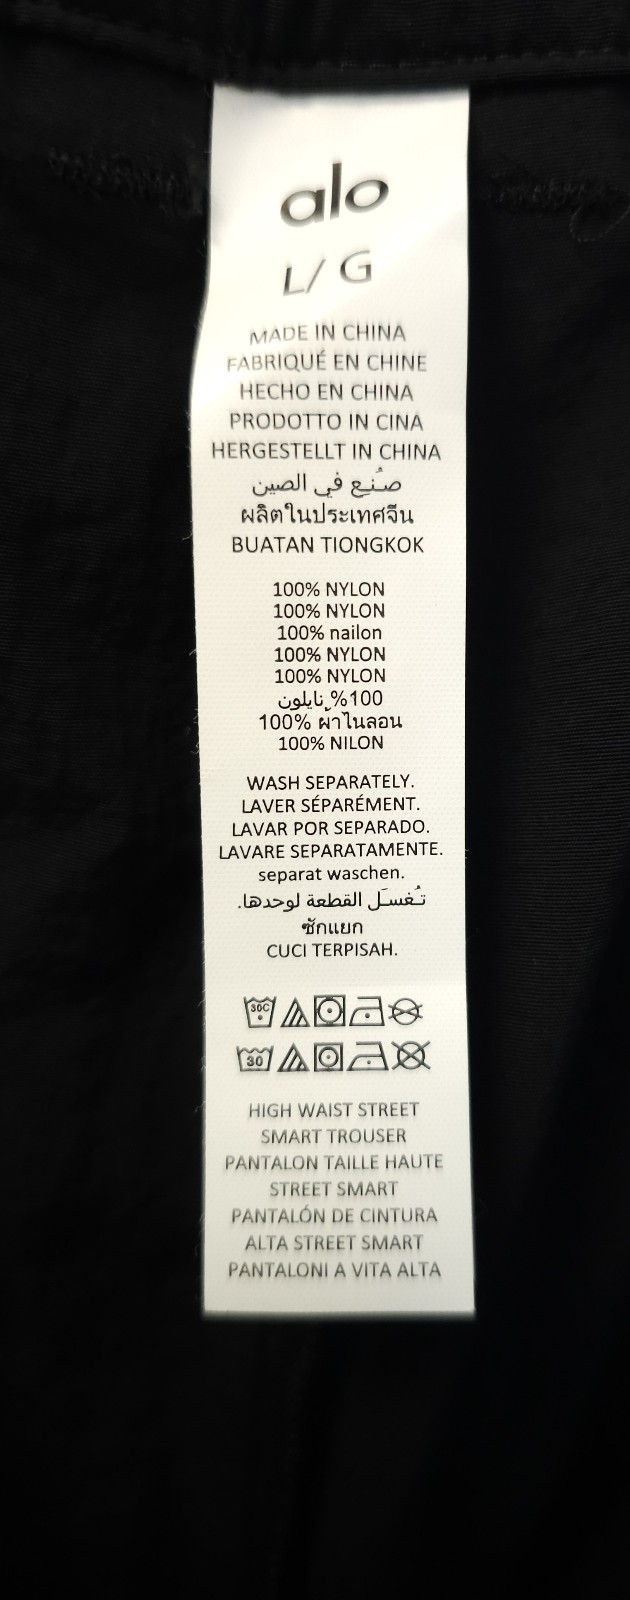 alo
L/ G
MADE IN CHINA
FABRIQUÉ EN CHINE
HECHO EN CHINA
PRODOTTO IN CINA
HERGESTELLT IN CHINA
صُنع في الصين
ผลิตในประเทศจีน
BUATAN TIONGKOK
100% NYLON
100% NYLON
100% nailon
100% NYLON
100% NYLON
100% نايلون
100% ผ้าไนลอน
100% NILON
WASH SEPARATELY.
LAVER SÉPARÉMENT.
LAVAR POR SEPARADO.
LAVARE SEPARATAMENTE.
separat waschen.
تُغسَل القطعة لوحدها.
ซักแยก
CUCI TERPISAH.
30C
30
HIGH WAIST STREET
SMART TROUSER
PANTALON TAILLE HAUTE
STREET SMART
PANTALÓN DE CINTURA
ALTA STREET SMART
PANTALONI A VITA ALTA